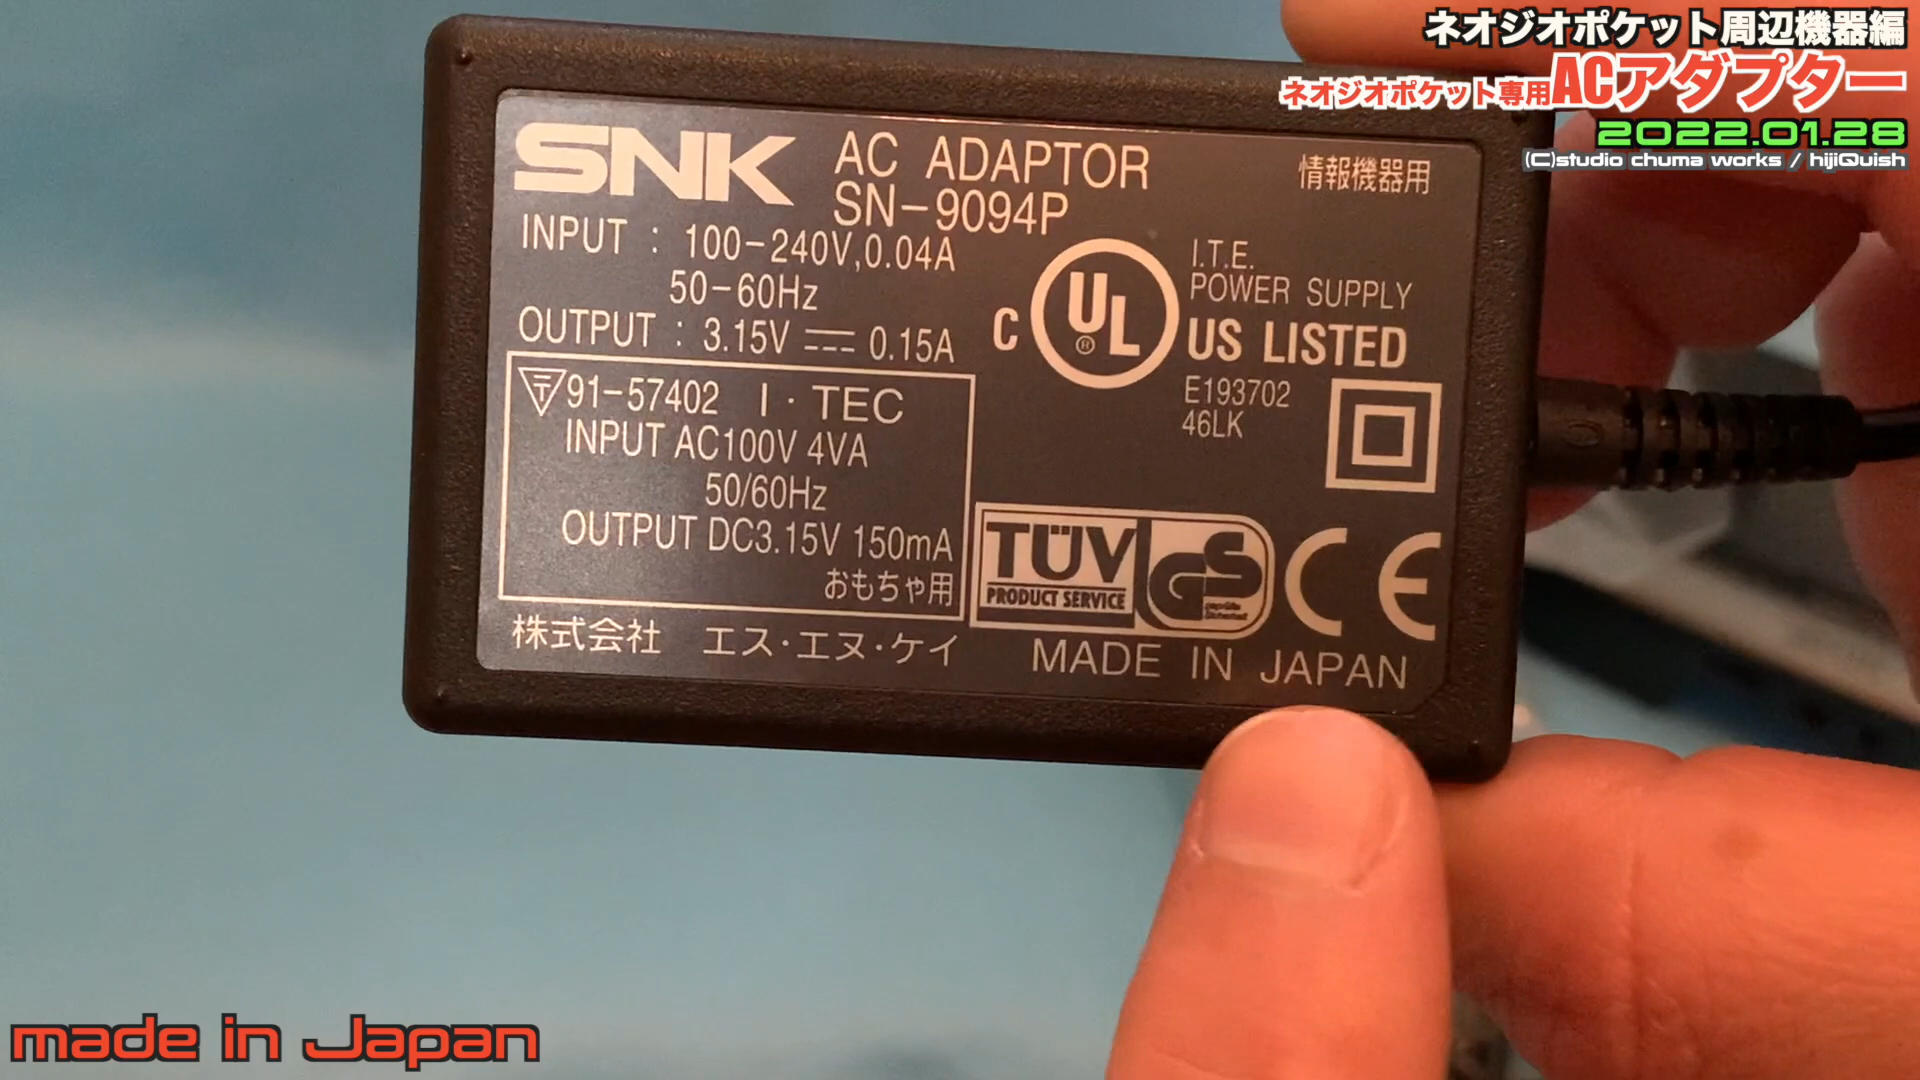 ネオジオポケット周辺機器編
ネオジオポケット専用ACアダプター
2022.01.28
(C)studio chuma works / hijiQuish
SNK
AC ADAPTOR
SN-9094P
情報機器用
INPUT : 100-240V,0.04A
50-60Hz
OUTPUT : 3.15V ⎓ 0.15A
C UL ® US LISTED
I.T.E.
POWER SUPPLY
E193702
46LK
T 91-57402 I・TEC
INPUT AC100V 4VA
50/60Hz
OUTPUT DC3.15V 150mA
おもちゃ用
TÜV
PRODUCT SERVICE
GS
CE
株式会社 エス・エヌ・ケイ
MADE IN JAPAN
made in Japan